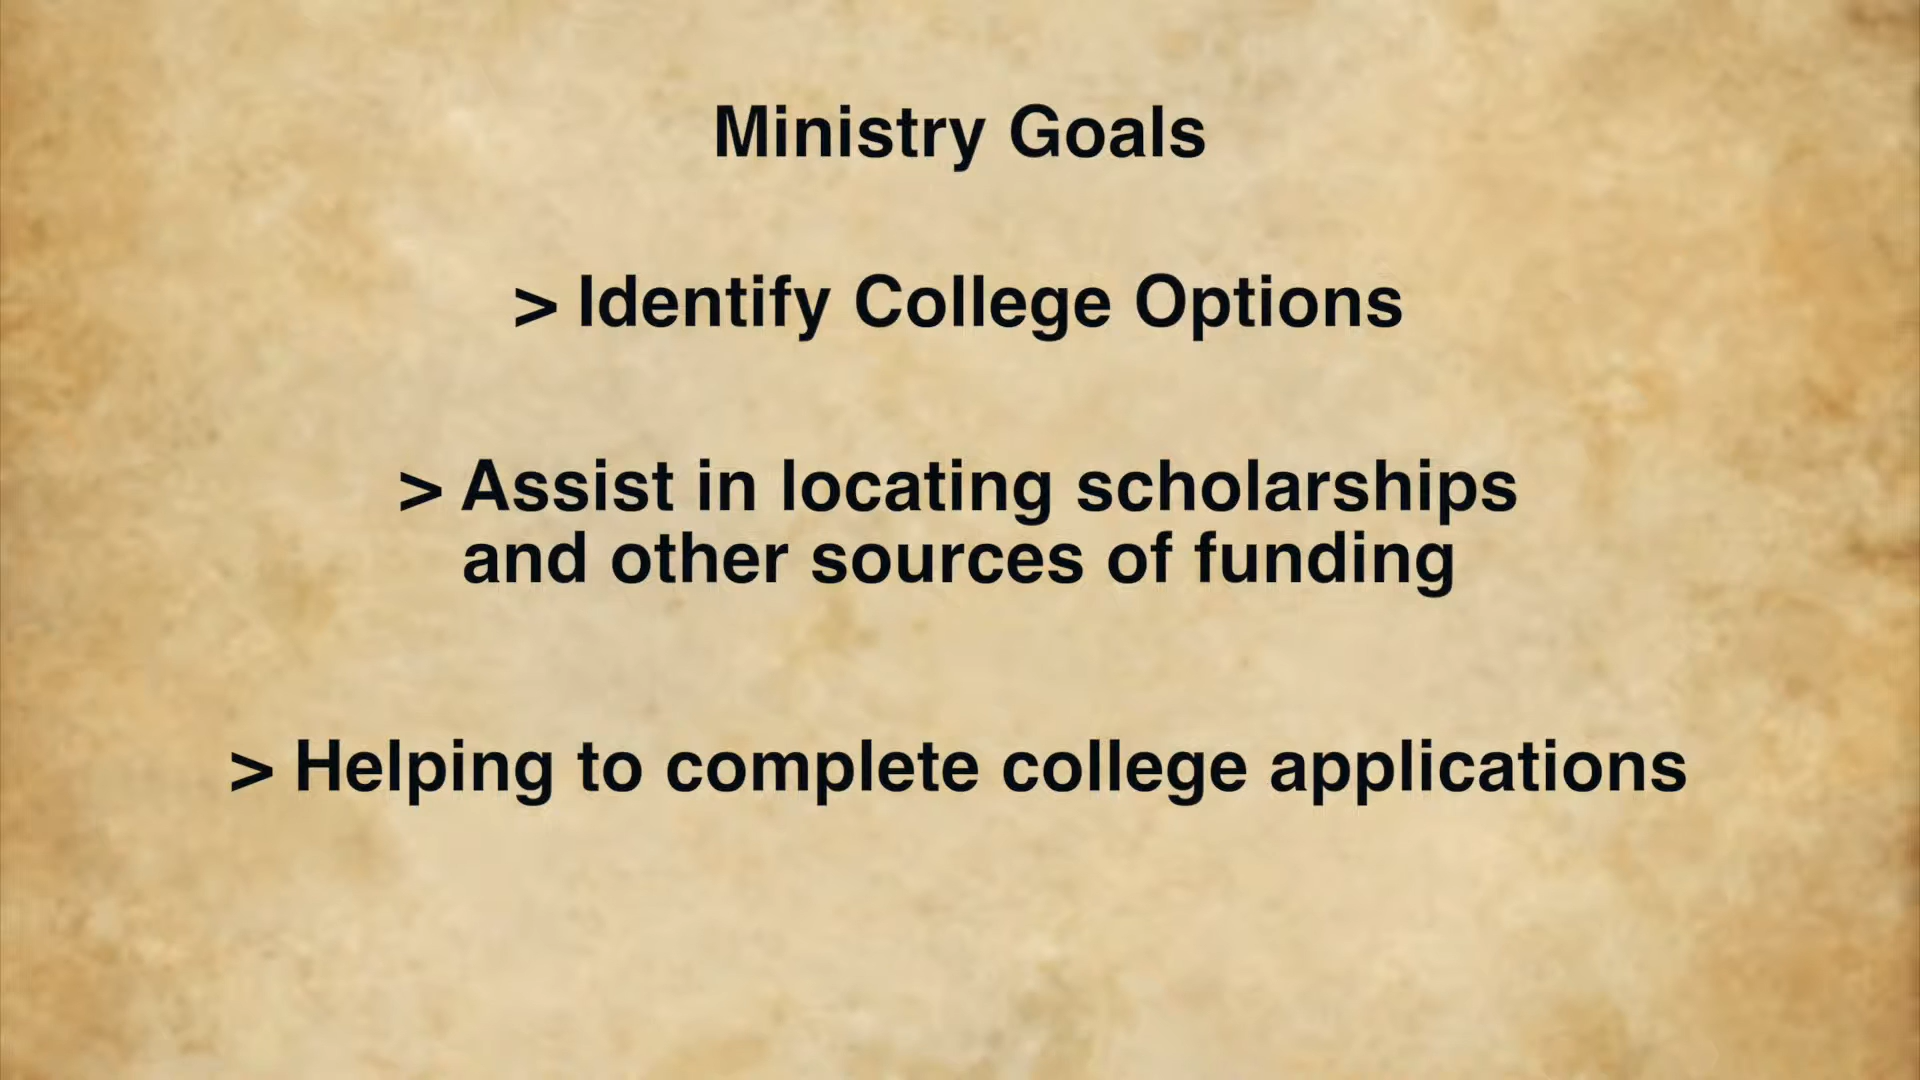 Ministry Goals
> Identify College Options
> Assist in locating scholarships
and other sources of funding
> Helping to complete college applications